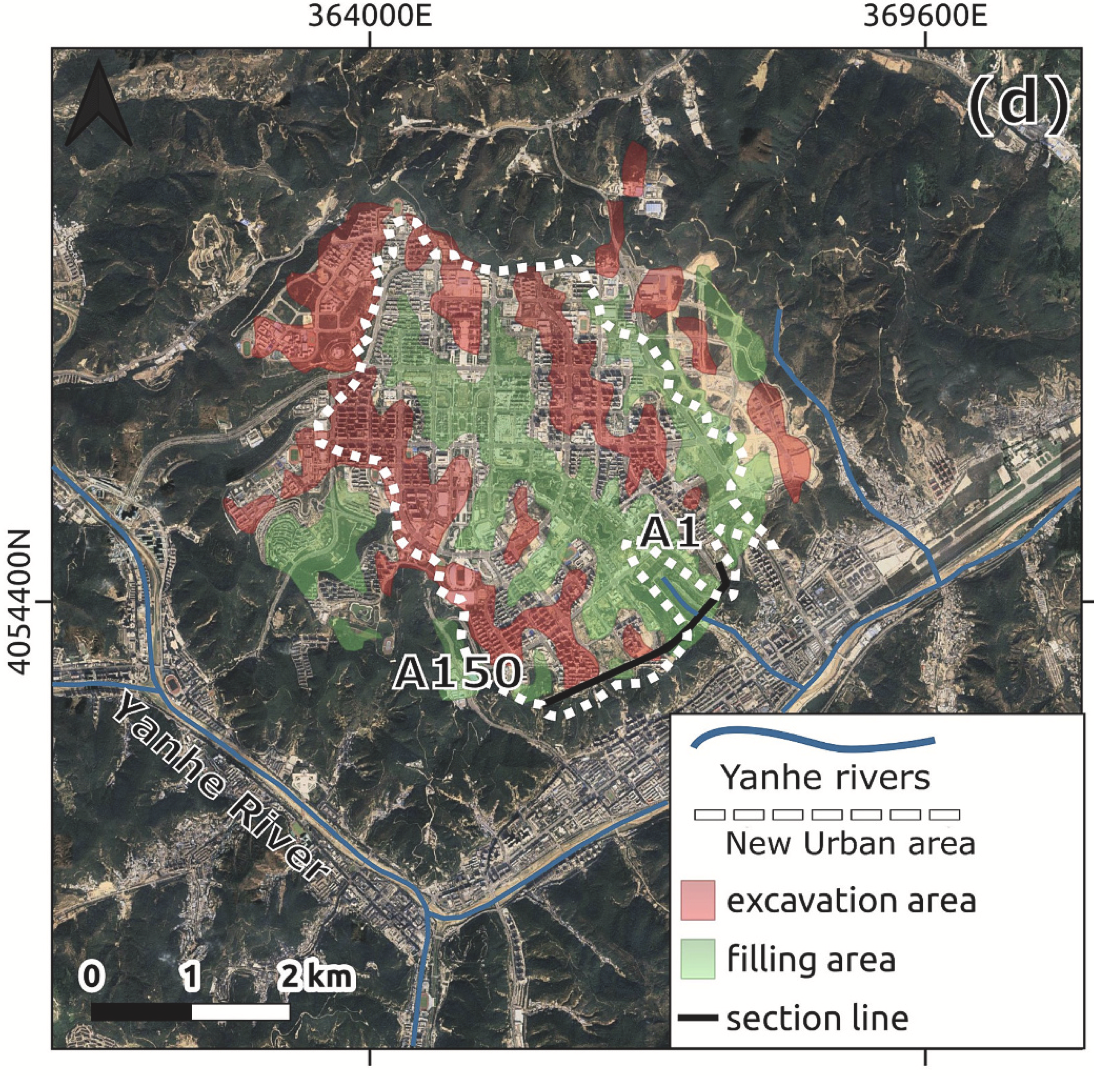 364000E
369600E
(d)
A1
4054400N
A150
Yanhe River
Yanhe rivers
New Urban area
excavation area
filling area
section line
0 1 2 km